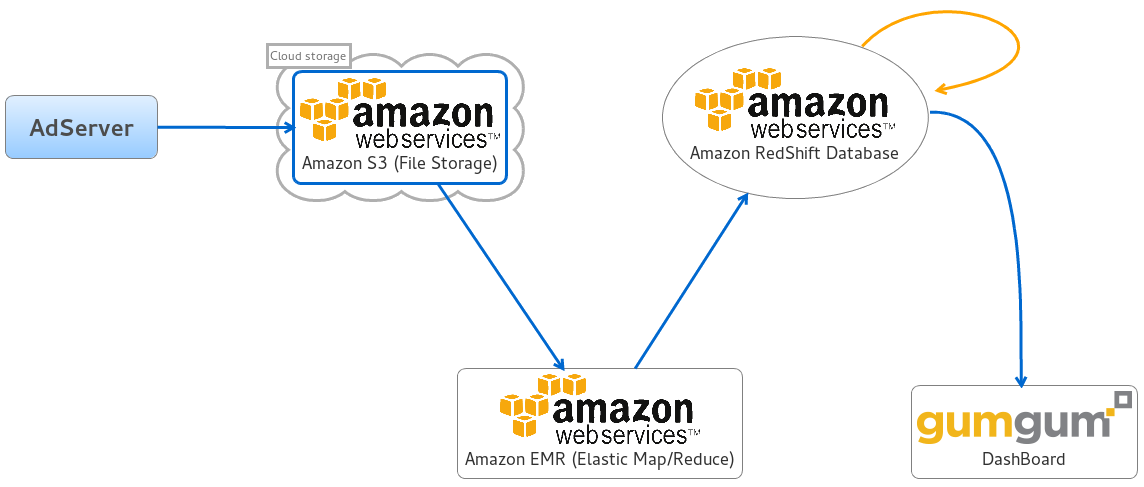 Cloud storage
AdServer
amazon
webservices™
Amazon S3 (File Storage)
amazon
webservices™
Amazon RedShift Database
amazon
webservices™
Amazon EMR (Elastic Map/Reduce)
gumgum
DashBoard